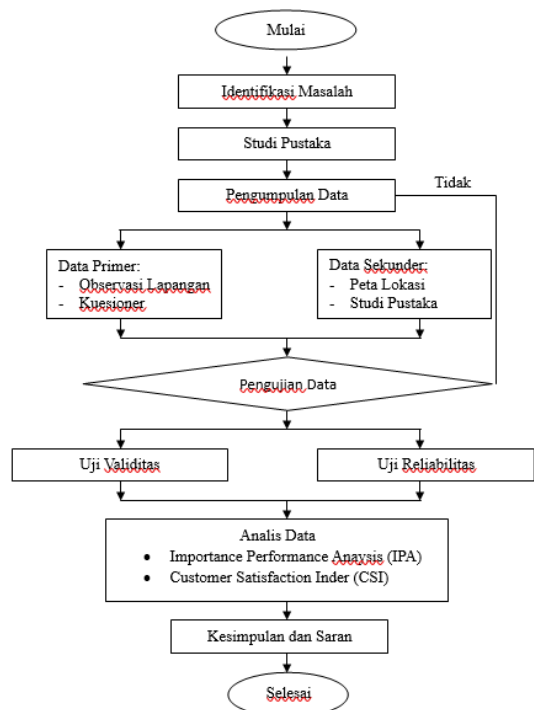 Mulai
Identifikasi Masalah
Studi Pustaka
Tidak
Pengumpulan Data
Data Primer:
- Observasi Lapangan
- Kuesioner
Data Sekunder:
- Peta Lokasi
- Studi Pustaka
Pengujian Data
Uji Validitas
Uji Reliabilitas
Analis Data
• Importance Performance Anaysis (IPA)
• Customer Satisfaction Inder (CSI)
Kesimpulan dan Saran
Selesai